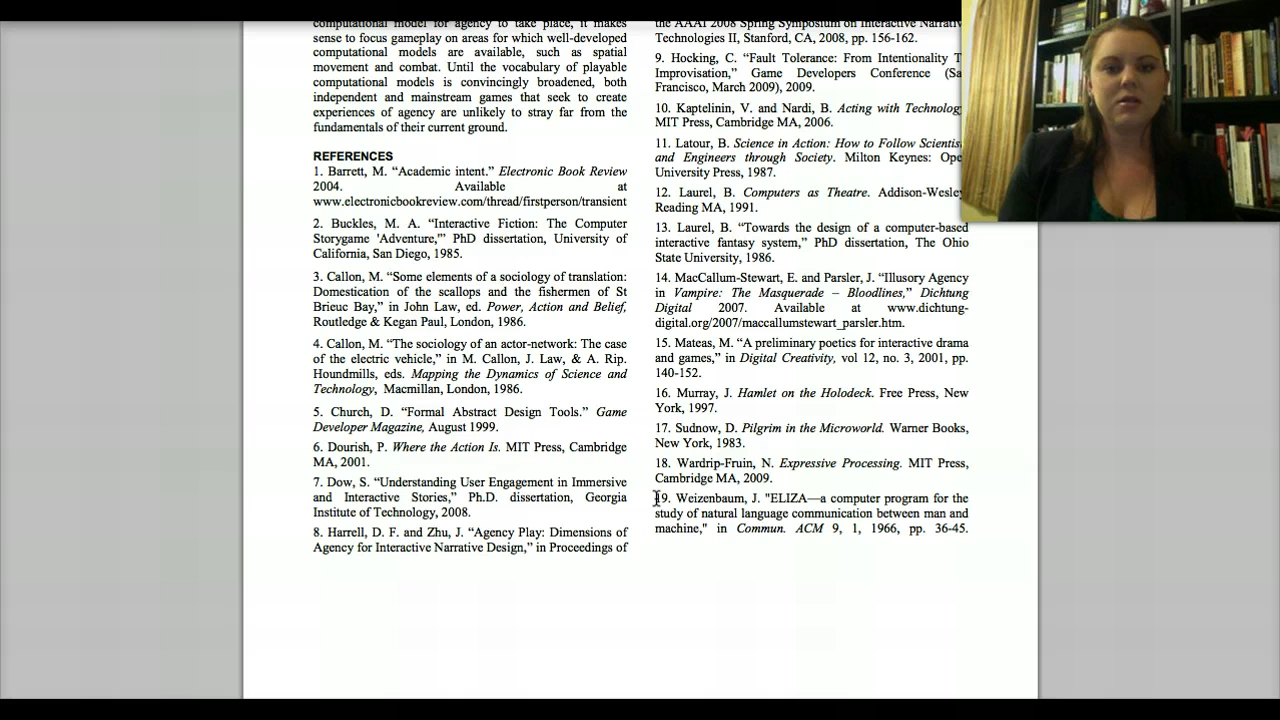 computational model for agency to take place, it makes
sense to focus gameplay on areas for which well-developed
computational models are available, such as spatial
movement and combat. Until the vocabulary of playable
computational models is convincingly broadened, both
independent and mainstream games that seek to create
experiences of agency are unlikely to stray far from the
fundamentals of their current ground.
REFERENCES
1. Barrett, M. “Academic intent.” Electronic Book Review
2004. Available at
www.electronicbookreview.com/thread/firstperson/transient
2. Buckles, M. A. “Interactive Fiction: The Computer
Storygame 'Adventure,'” PhD dissertation, University of
California, San Diego, 1985.
3. Callon, M. “Some elements of a sociology of translation:
Domestication of the scallops and the fishermen of St
Brieuc Bay,” in John Law, ed. Power, Action and Belief,
Routledge & Kegan Paul, London, 1986.
4. Callon, M. “The sociology of an actor-network: The case
of the electric vehicle,” in M. Callon, J. Law, & A. Rip.
Houndmills, eds. Mapping the Dynamics of Science and
Technology, Macmillan, London, 1986.
5. Church, D. “Formal Abstract Design Tools.” Game
Developer Magazine, August 1999.
6. Dourish, P. Where the Action Is. MIT Press, Cambridge
MA, 2001.
7. Dow, S. “Understanding User Engagement in Immersive
and Interactive Stories,” Ph.D. dissertation, Georgia
Institute of Technology, 2008.
8. Harrell, D. F. and Zhu, J. “Agency Play: Dimensions of
Agency for Interactive Narrative Design,” in Proceedings of
the AAAI 2008 Spring Symposium on Interactive Narrativ
Technologies II, Stanford, CA, 2008, pp. 156-162.
9. Hocking, C. “Fault Tolerance: From Intentionality T
Improvisation,” Game Developers Conference (Sa
Francisco, March 2009), 2009.
10. Kaptelinin, V. and Nardi, B. Acting with Technology
MIT Press, Cambridge MA, 2006.
11. Latour, B. Science in Action: How to Follow Scientis
and Engineers through Society. Milton Keynes: Ope
University Press, 1987.
12. Laurel, B. Computers as Theatre. Addison-Wesley
Reading MA, 1991.
13. Laurel, B. “Towards the design of a computer-based
interactive fantasy system,” PhD dissertation, The Ohio
State University, 1986.
14. MacCallum-Stewart, E. and Parsler, J. “Illusory Agency
in Vampire: The Masquerade – Bloodlines,” Dichtung
Digital 2007. Available at www.dichtung-
digital.org/2007/maccallumstewart_parsler.htm.
15. Mateas, M. “A preliminary poetics for interactive drama
and games,” in Digital Creativity, vol 12, no. 3, 2001, pp.
140-152.
16. Murray, J. Hamlet on the Holodeck. Free Press, New
York, 1997.
17. Sudnow, D. Pilgrim in the Microworld. Warner Books,
New York, 1983.
18. Wardrip-Fruin, N. Expressive Processing. MIT Press,
Cambridge MA, 2009.
19. Weizenbaum, J. "ELIZA—a computer program for the
study of natural language communication between man and
machine," in Commun. ACM 9, 1, 1966, pp. 36-45.